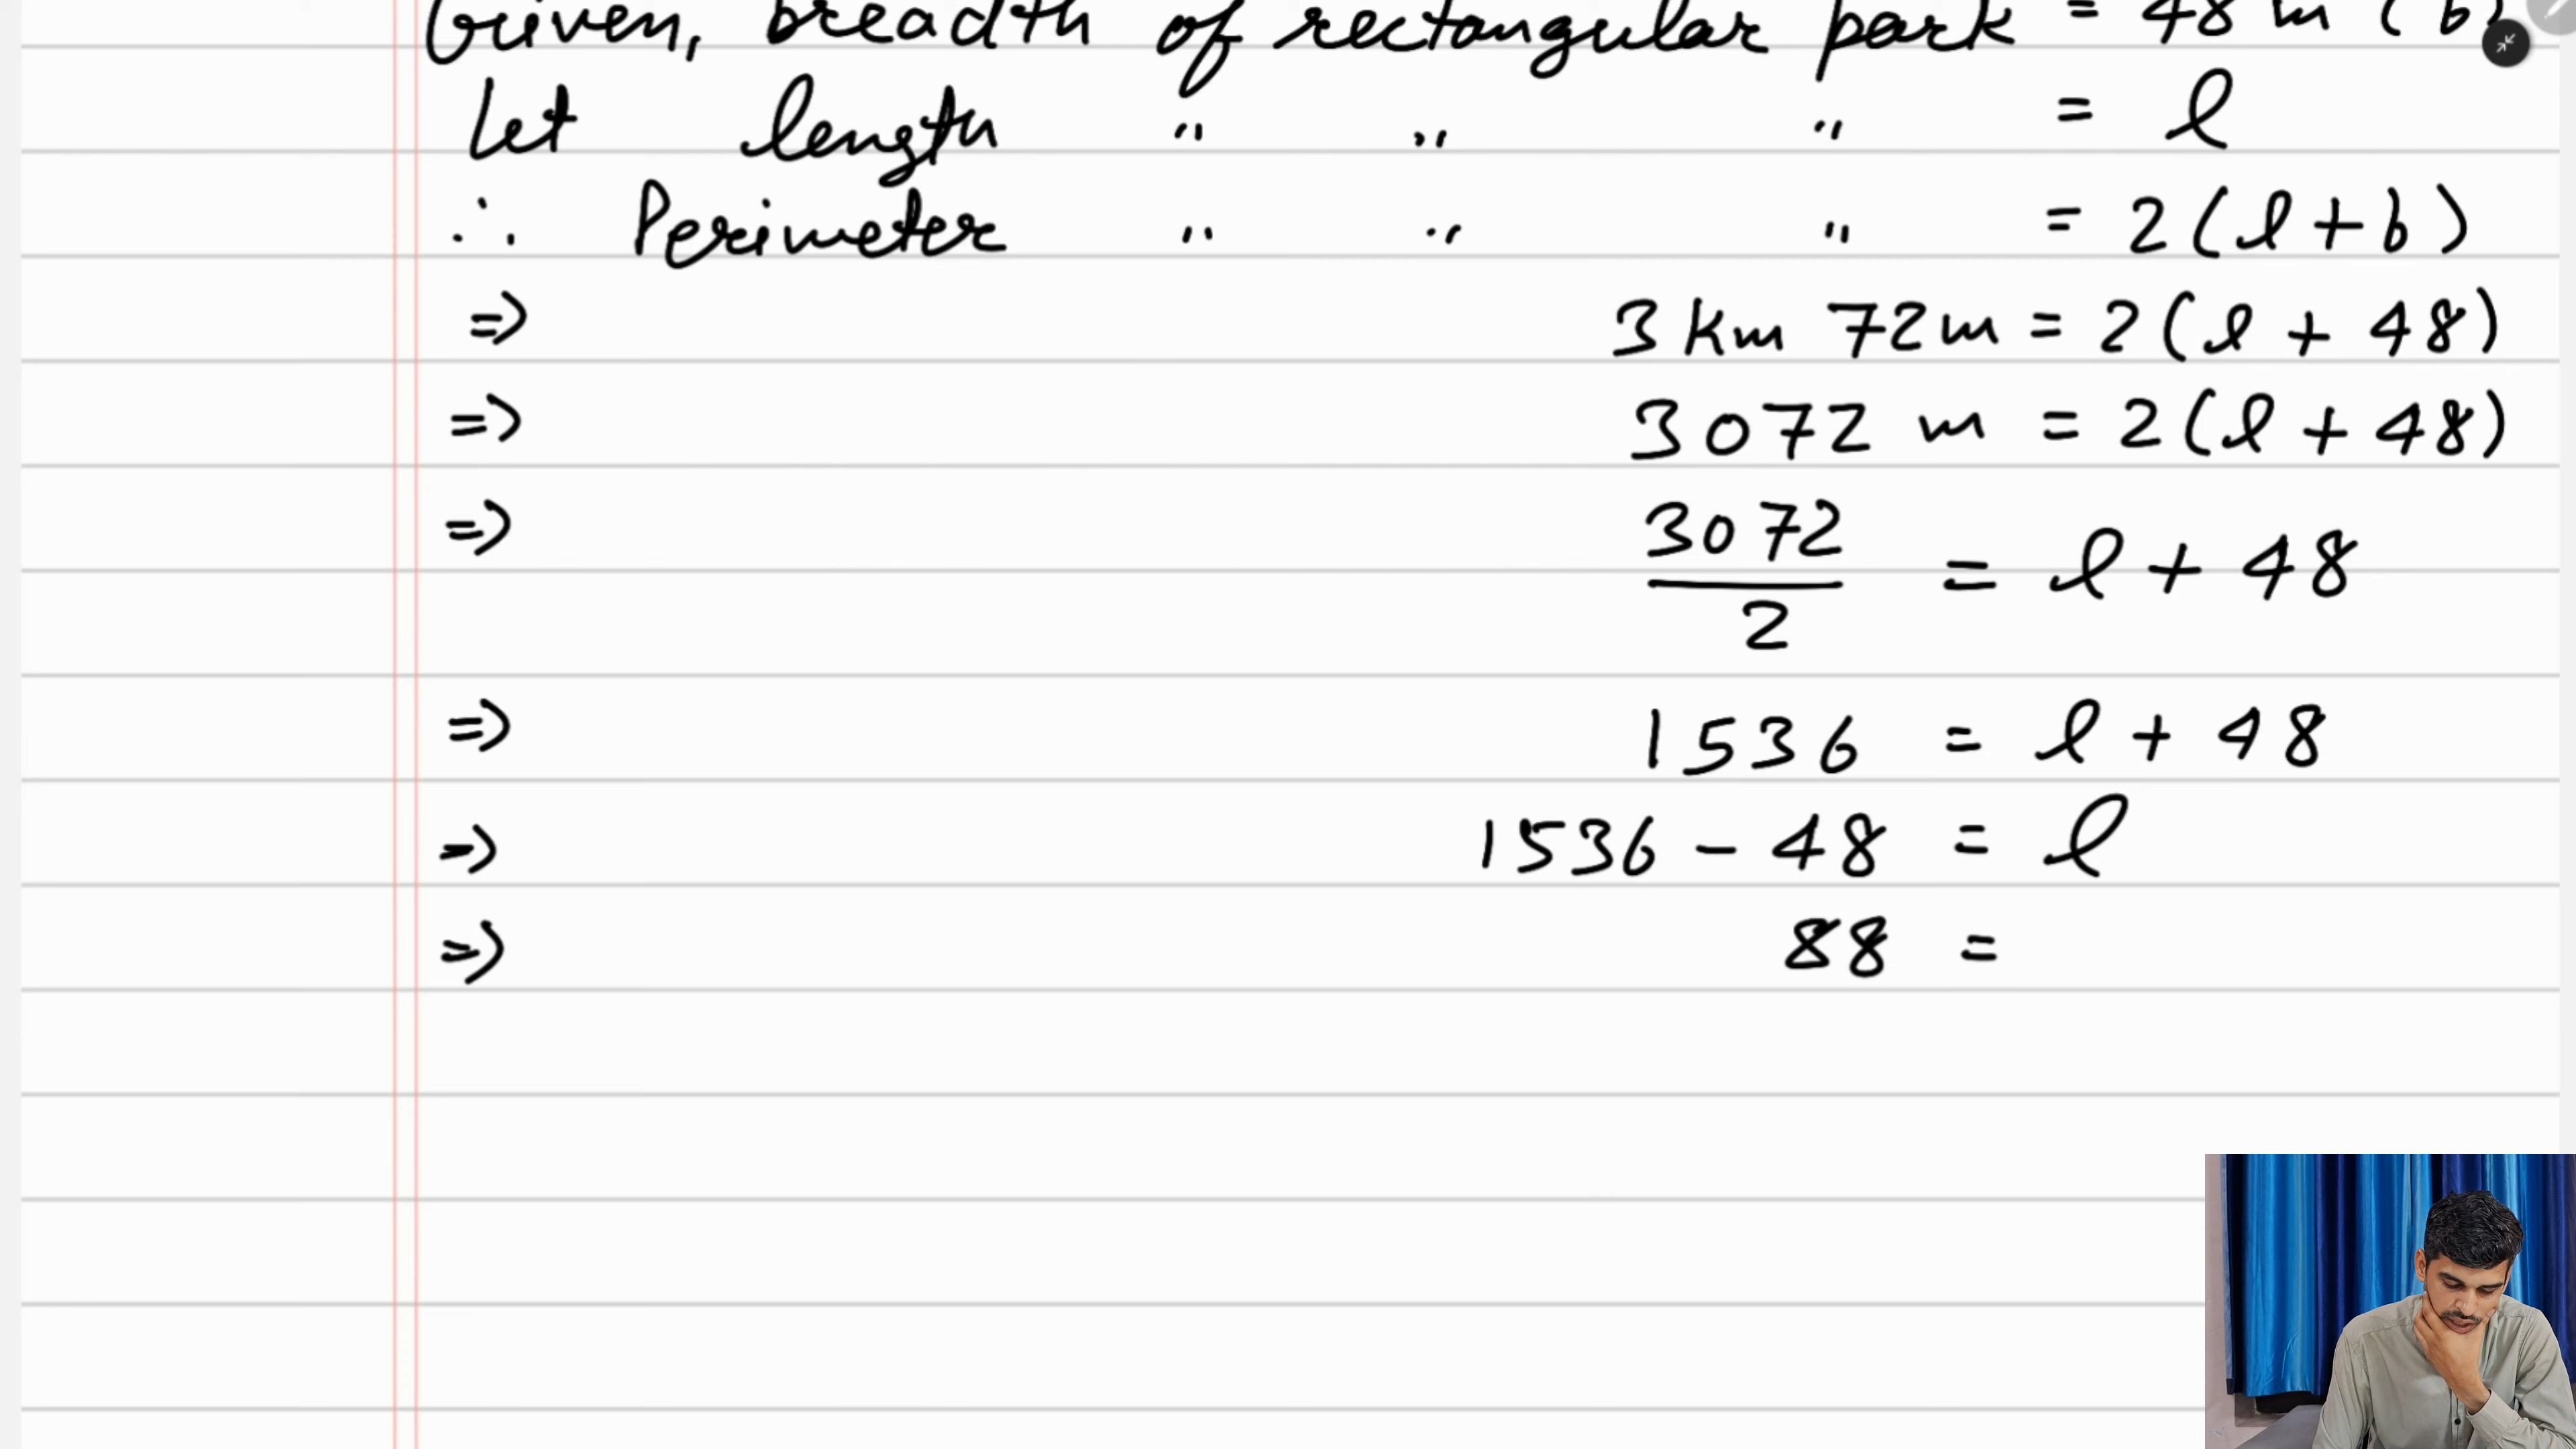 Given, breadth of rectangular park = 48 m (b)
Let length " " " = l
∴ Perimeter " " " = 2(l+b)
=> 3 km 72 m = 2(l + 48)
=> 3072 m = 2(l + 48)
=> 3072/2 = l + 48
=> 1536 = l + 48
=> 1536 - 48 = l
=> 88 =